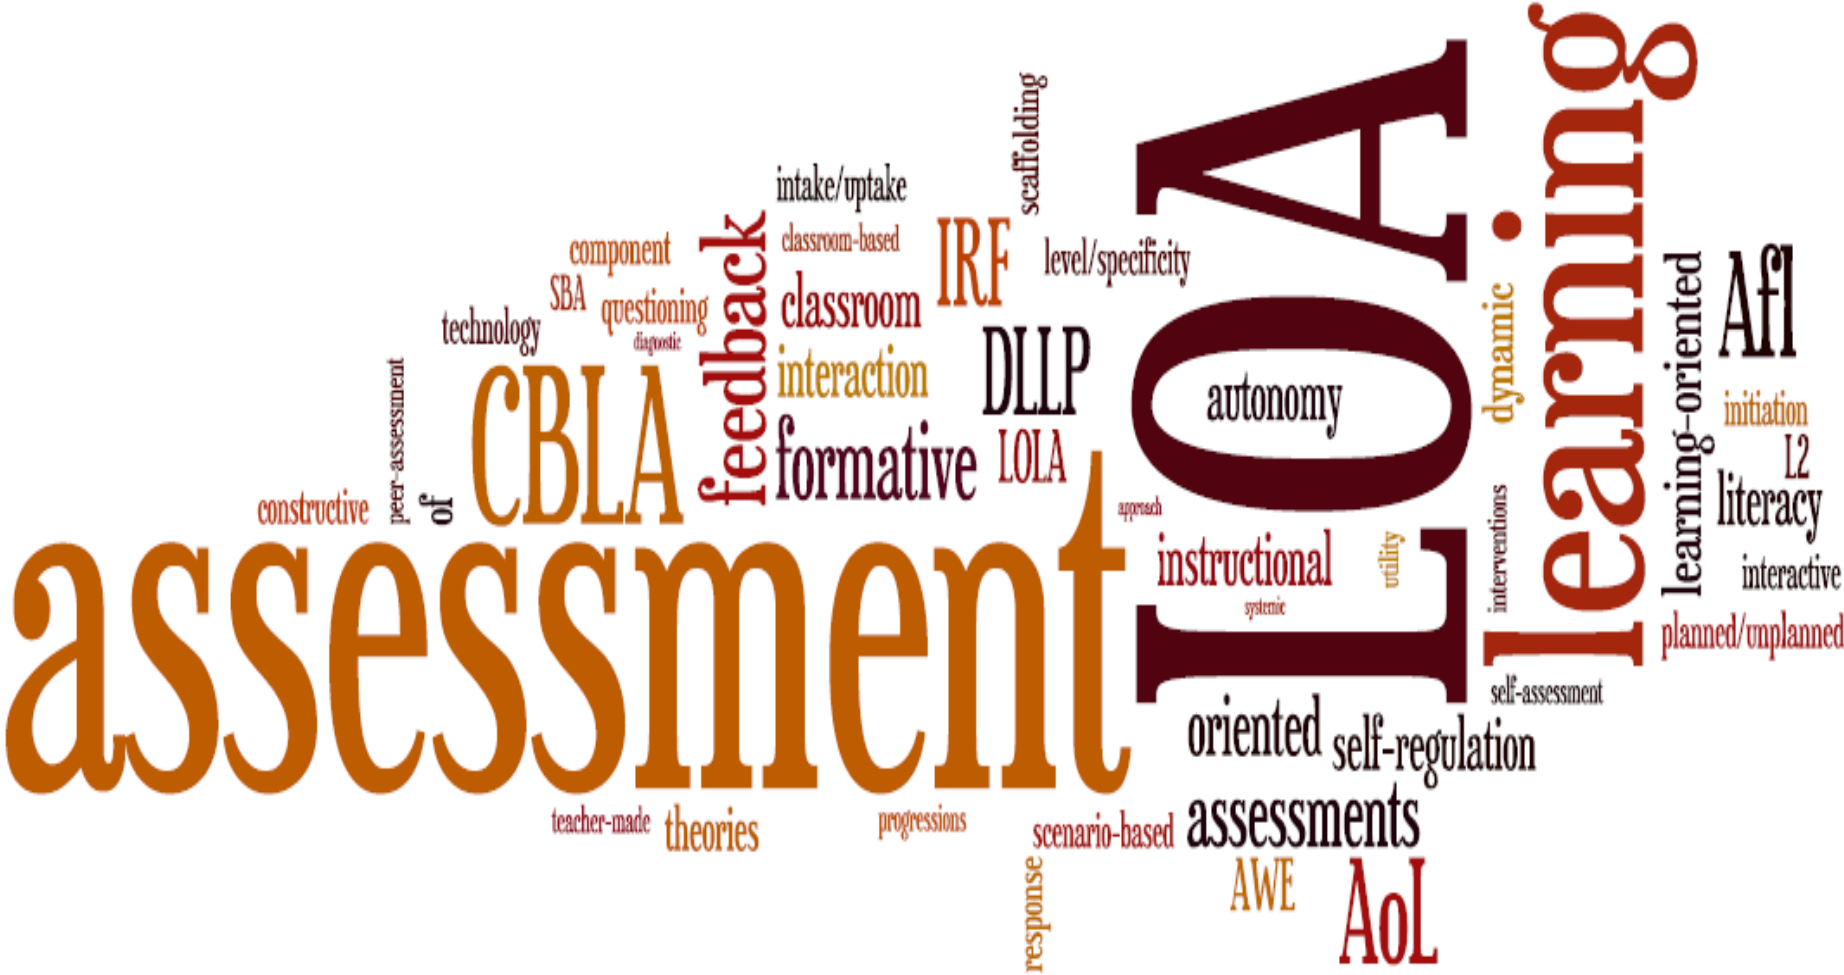 scaffolding
LOA
learning
intake/uptake
feedback
classroom-based
IRF
component
level/specificity
SBA
questioning
classroom
technology
diagnostic
interaction
DLLP
dynamic
learning-oriented
Afl
peer-assessment
CBLA
autonomy
initiation
formative
LOLA
L2
constructive
of
approach
interventions
literacy
assessment
instructional
utility
interactive
systemic
planned/unplanned
self-assessment
oriented
self-regulation
teacher-made
theories
progressions
scenario-based
assessments
response
AWE
AoL